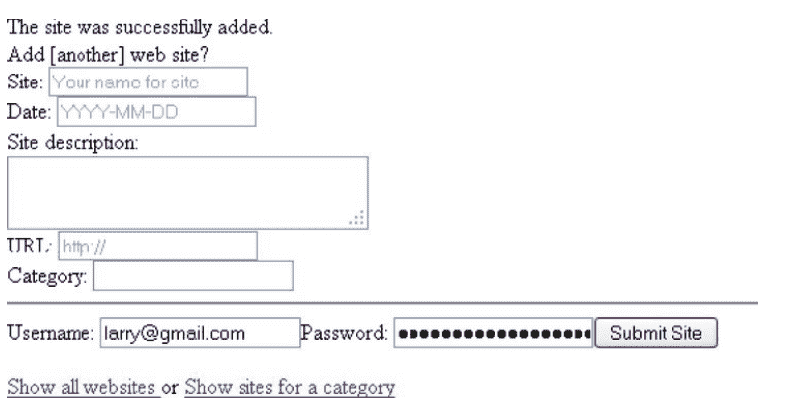 The site was successfully added.
Add [another] web site?
Site: Your name for site
Date: YYYY-MM-DD
Site description:
URL: http://
Category:
Username: larry@gmail.com Password: ●●●●●●●●●●●●●●●●●● Submit Site
Show all websites or Show sites for a category